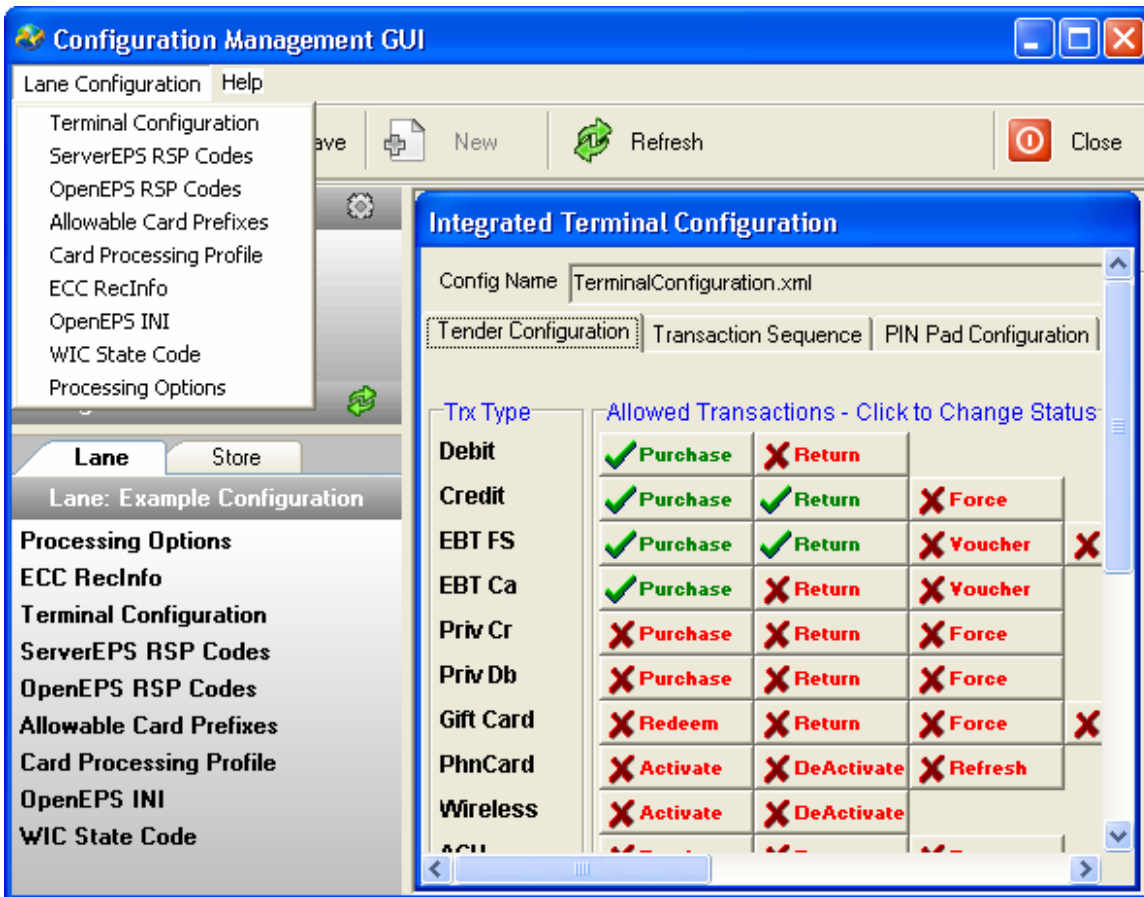 Configuration Management GUI
Lane Configuration Help
Terminal Configuration
ServerEPS RSP Codes
OpenEPS RSP Codes
Allowable Card Prefixes
Card Processing Profile
ECC RecInfo
OpenEPS INI
WIC State Code
Processing Options
New Refresh Close
Lane Store
Lane: Example Configuration
Processing Options
ECC RecInfo
Terminal Configuration
ServerEPS RSP Codes
OpenEPS RSP Codes
Allowable Card Prefixes
Card Processing Profile
OpenEPS INI
WIC State Code
Integrated Terminal Configuration
Config Name TerminalConfiguration.xml
Tender Configuration Transaction Sequence PIN Pad Configuration
Trx Type Allowed Transactions - Click to Change Status
Debit Purchase Return
Credit Purchase Return Force
EBT FS Purchase Return Voucher
EBT Ca Purchase Return Voucher
Priv Cr Purchase Return Force
Priv Db Purchase Return Force
Gift Card Redeem Return Force
PhnCard Activate DeActivate Refresh
Wireless Activate DeActivate